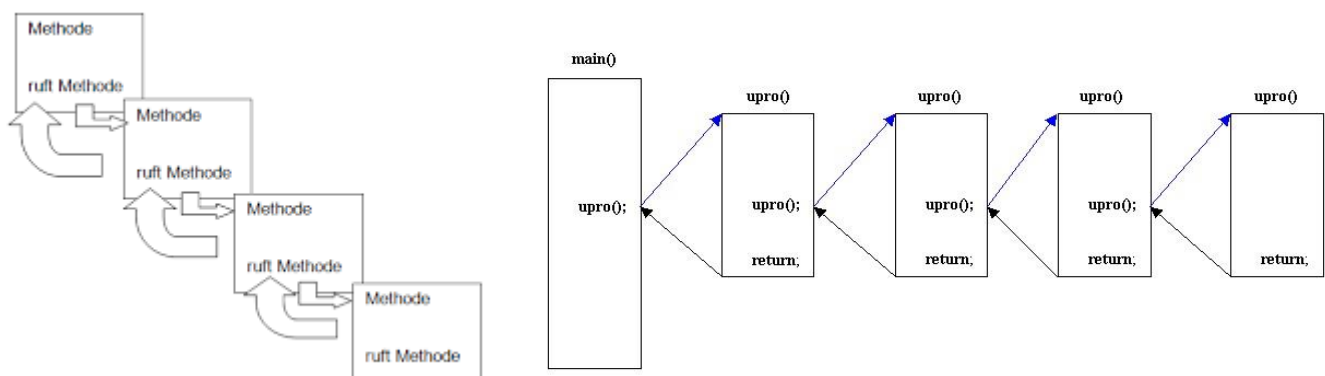 Methode
ruft Methode
Methode
ruft Methode
Methode
ruft Methode
Methode
ruft Methode
main()
upro();
upro()
upro();
return;
upro()
upro();
return;
upro()
upro();
return;
upro()
return;